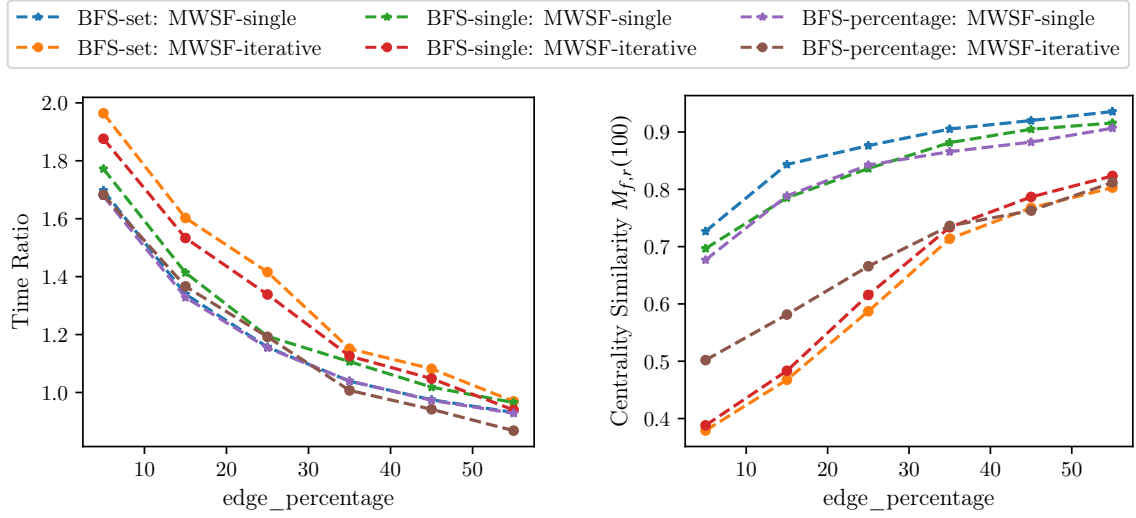 BFS-set: MWSF-single
BFS-set: MWSF-iterative
BFS-single: MWSF-single
BFS-single: MWSF-iterative
BFS-percentage: MWSF-single
BFS-percentage: MWSF-iterative
Time Ratio
2.0
1.8
1.6
1.4
1.2
1.0
10 20 30 40 50
edge_percentage
Centrality Similarity M_{f,r}(100)
0.9
0.8
0.7
0.6
0.5
0.4
10 20 30 40 50
edge_percentage